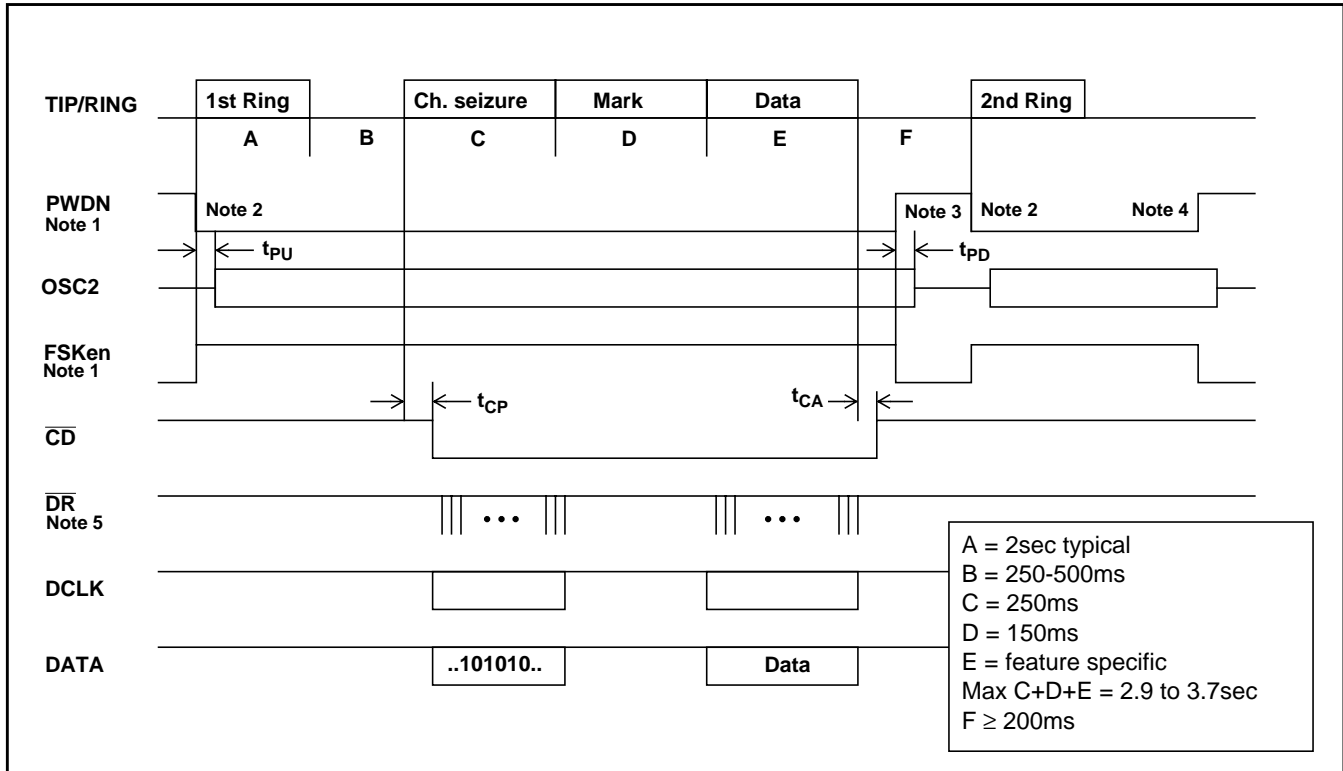 TIP/RING 1st Ring Ch. seizure Mark Data 2nd Ring
A B C D E F
PWDN
Note 1
Note 2 Note 3 Note 2 Note 4
tPU tPD
OSC2
FSKen
Note 1
tCP tCA
CD
DR
Note 5
• • • • • •
DCLK
DATA ..101010.. Data
A = 2sec typical
B = 250-500ms
C = 250ms
D = 150ms
E = feature specific
Max C+D+E = 2.9 to 3.7sec
F ≥ 200ms